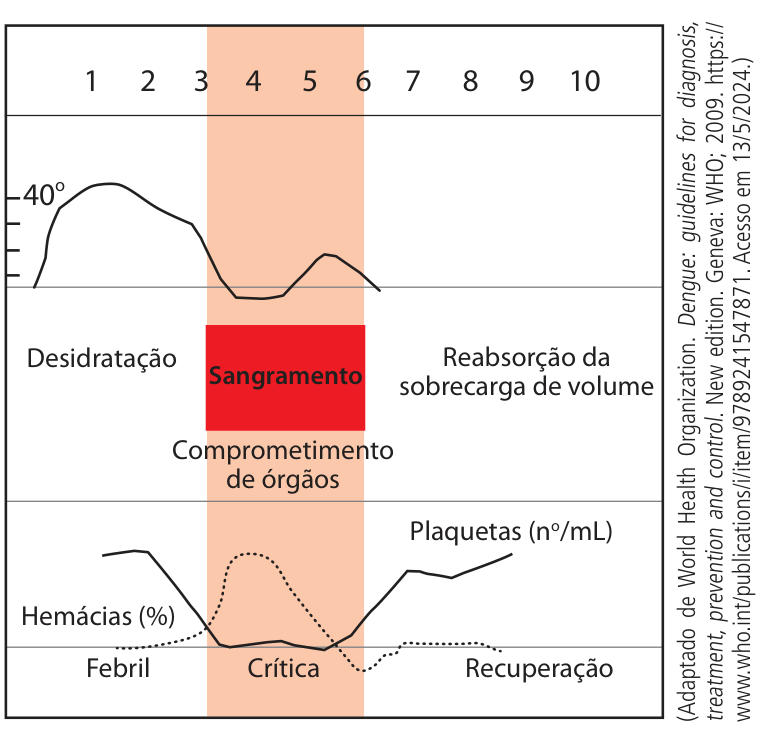 1 2 3 4 5 6 7 8 9 10
40º
Desidratação
Sangramento
Reabsorção da
sobrecarga de volume
Comprometimento
de órgãos
Plaquetas (nº/mL)
Hemácias (%)
Febril
Crítica
Recuperação
(Adaptado de World Health Organization. Dengue: guidelines for diagnosis,
treatment, prevention and control. New edition. Geneva: WHO; 2009. https://
www.who.int/publications/i/item/9789241547871. Acesso em 13/5/2024.)